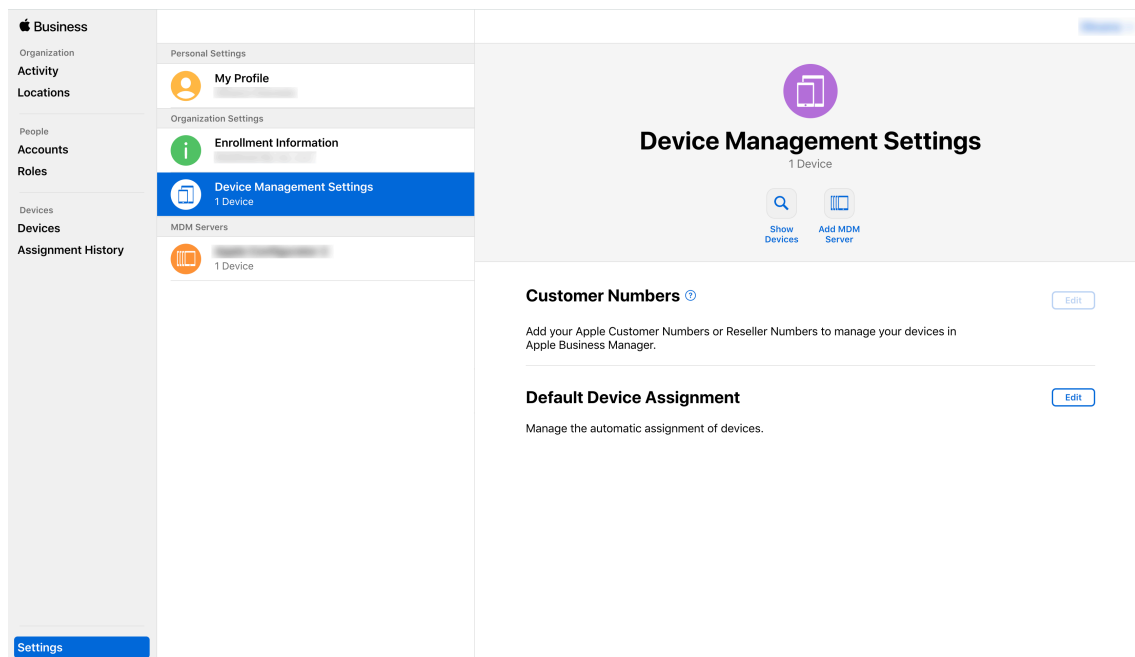 Business
Organization
Activity
Locations
People
Accounts
Roles
Devices
Devices
Assignment History
Settings
Personal Settings
My Profile
Organization Settings
Enrollment Information
Device Management Settings
1 Device
MDM Servers
1 Device
Device Management Settings
1 Device
Show
Devices
Add MDM
Server
Customer Numbers ?
Edit
Add your Apple Customer Numbers or Reseller Numbers to manage your devices in
Apple Business Manager.
Default Device Assignment
Edit
Manage the automatic assignment of devices.